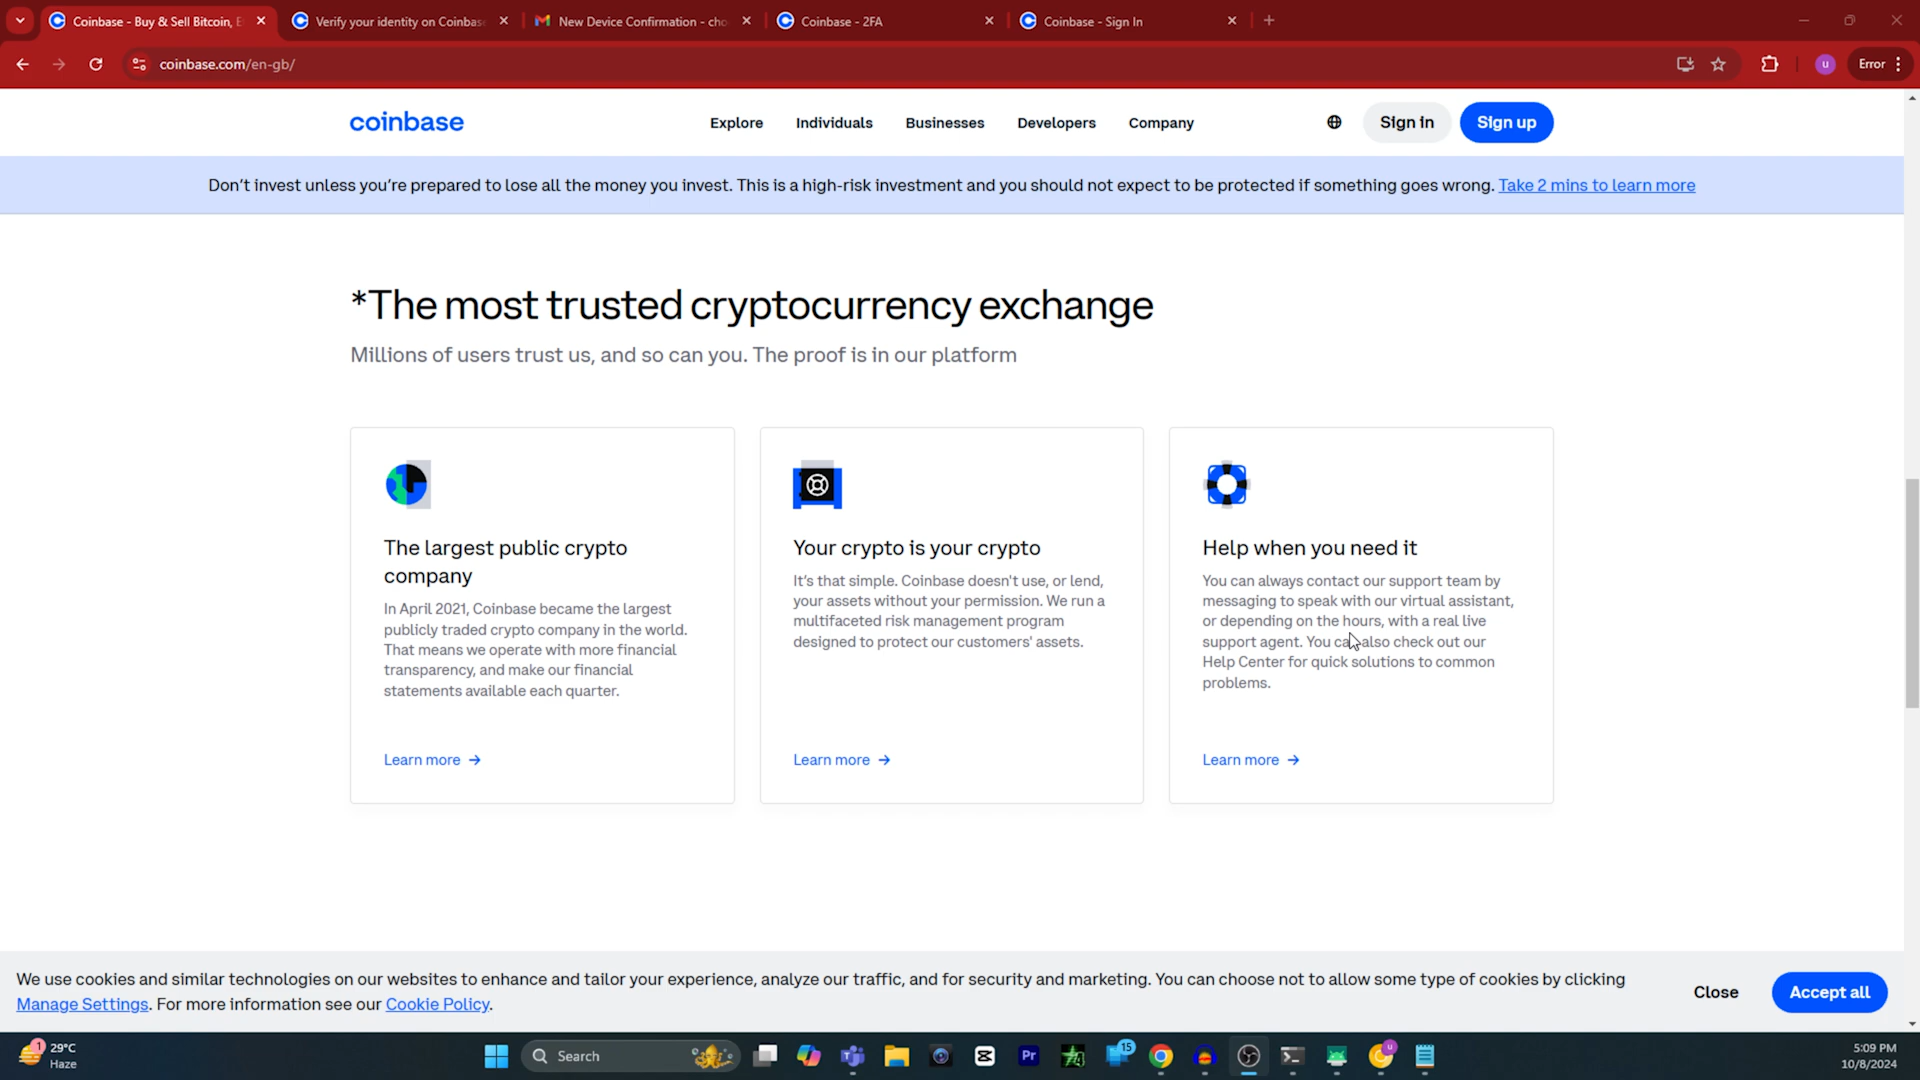 Coinbase - Buy & Sell Bitcoin, E
Verify your identity on Coinbas
New Device Confirmation - cho
Coinbase - 2FA
Coinbase - Sign In
coinbase.com/en-gb/
u
Error
coinbase
Explore
Individuals
Businesses
Developers
Company
Sign in
Sign up
Don't invest unless you're prepared to lose all the money you invest. This is a high-risk investment and you should not expect to be protected if something goes wrong. Take 2 mins to learn more
*The most trusted cryptocurrency exchange
Millions of users trust us, and so can you. The proof is in our platform
The largest public crypto
company
In April 2021, Coinbase became the largest
publicly traded crypto company in the world.
That means we operate with more financial
transparency, and make our financial
statements available each quarter.
Learn more
Your crypto is your crypto
It's that simple. Coinbase doesn't use, or lend,
your assets without your permission. We run a
multifaceted risk management program
designed to protect our customers' assets.
Learn more
Help when you need it
You can always contact our support team by
messaging to speak with our virtual assistant,
or depending on the hours, with a real live
support agent. You can also check out our
Help Center for quick solutions to common
problems.
Learn more
We use cookies and similar technologies on our websites to enhance and tailor your experience, analyze our traffic, and for security and marketing. You can choose not to allow some type of cookies by clicking
Manage Settings. For more information see our Cookie Policy.
Close
Accept all
1
29°C
Haze
Search
Pr
15
u
5:09 PM
10/8/2024